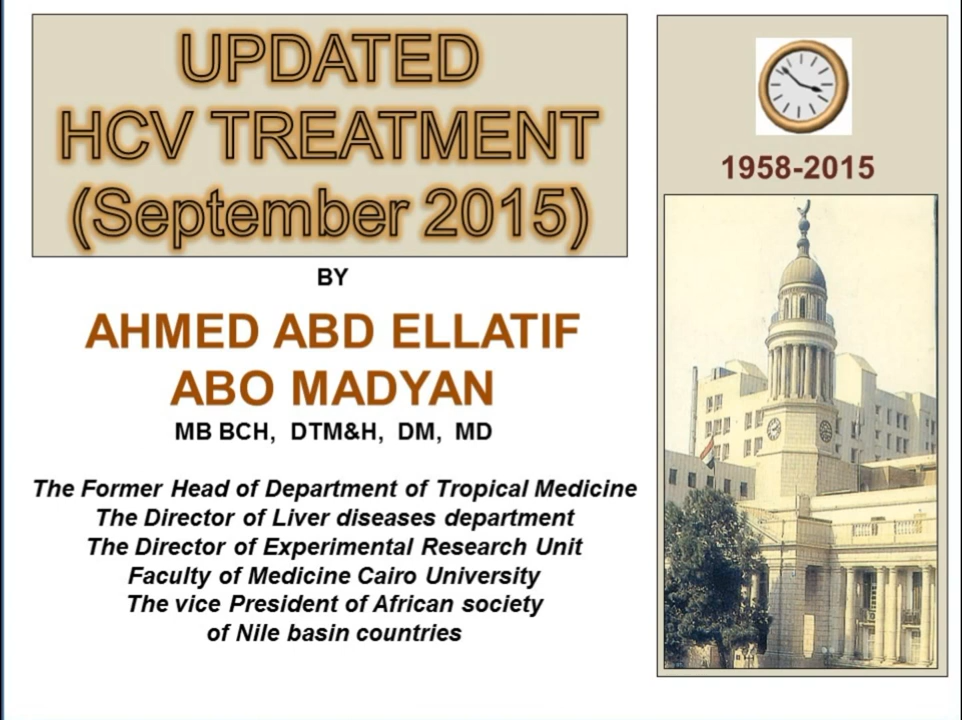 UPDATED
HCV TREATMENT
(September 2015)
BY
AHMED ABD ELLATIF
ABO MADYAN
MB BCH, DTM&H, DM, MD
The Former Head of Department of Tropical Medicine
The Director of Liver diseases department
The Director of Experimental Research Unit
Faculty of Medicine Cairo University
The vice President of African society
of Nile basin countries
1958-2015